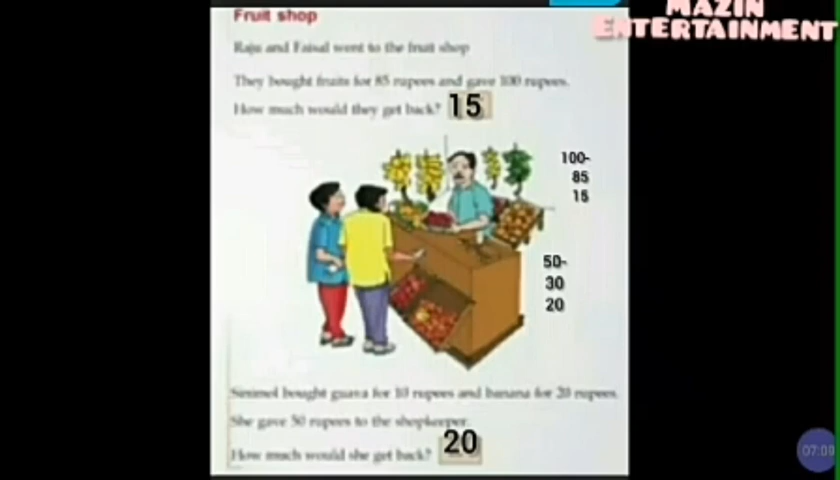 MAZIN
ENTERTAINMENT
Fruit shop
Raju and Faisal went to the fruit shop
They bought fruits for 85 rupees and gave 100 rupees.
How much would they get back? 15
100-
85
15
50-
30
20
Sinimol bought guava for 10 rupees and banana for 20 rupees.
She gave 50 rupees to the shopkeeper.
How much would she get back? 20
07:09